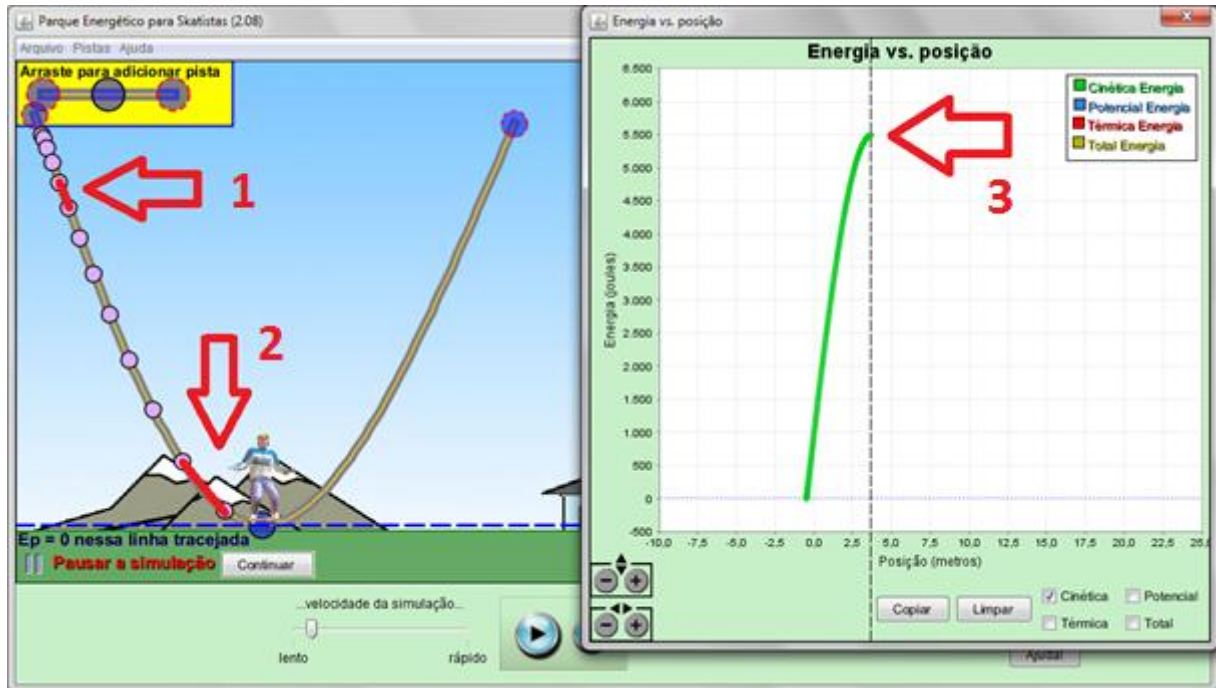 Parque Energético para Skatistas (2.08)
Arquivo Pistas Ajuda
Arraste para adicionar pista
1
2
Ep = 0 nessa linha tracejada
Pausar a simulação Continuar
...velocidade da simulação...
lento rápido
Energia vs. posição
Energia vs. posição
6.500
6.000
5.500
5.000
4.500
4.000
3.500
3.000
2.500
2.000
1.500
1.000
500
0
-500
Energia (joules)
Cinética Energia
Potencial Energia
Térmica Energia
Total Energia
3
-10,0 -7,5 -5,0 -2,5 0,0 2,5 5,0 7,5 10,0 12,5 15,0 17,5 20,0 22,5 25,0
Posição (metros)
Copiar Limpar Cinética Potencial
Térmica Total
Ajuda!